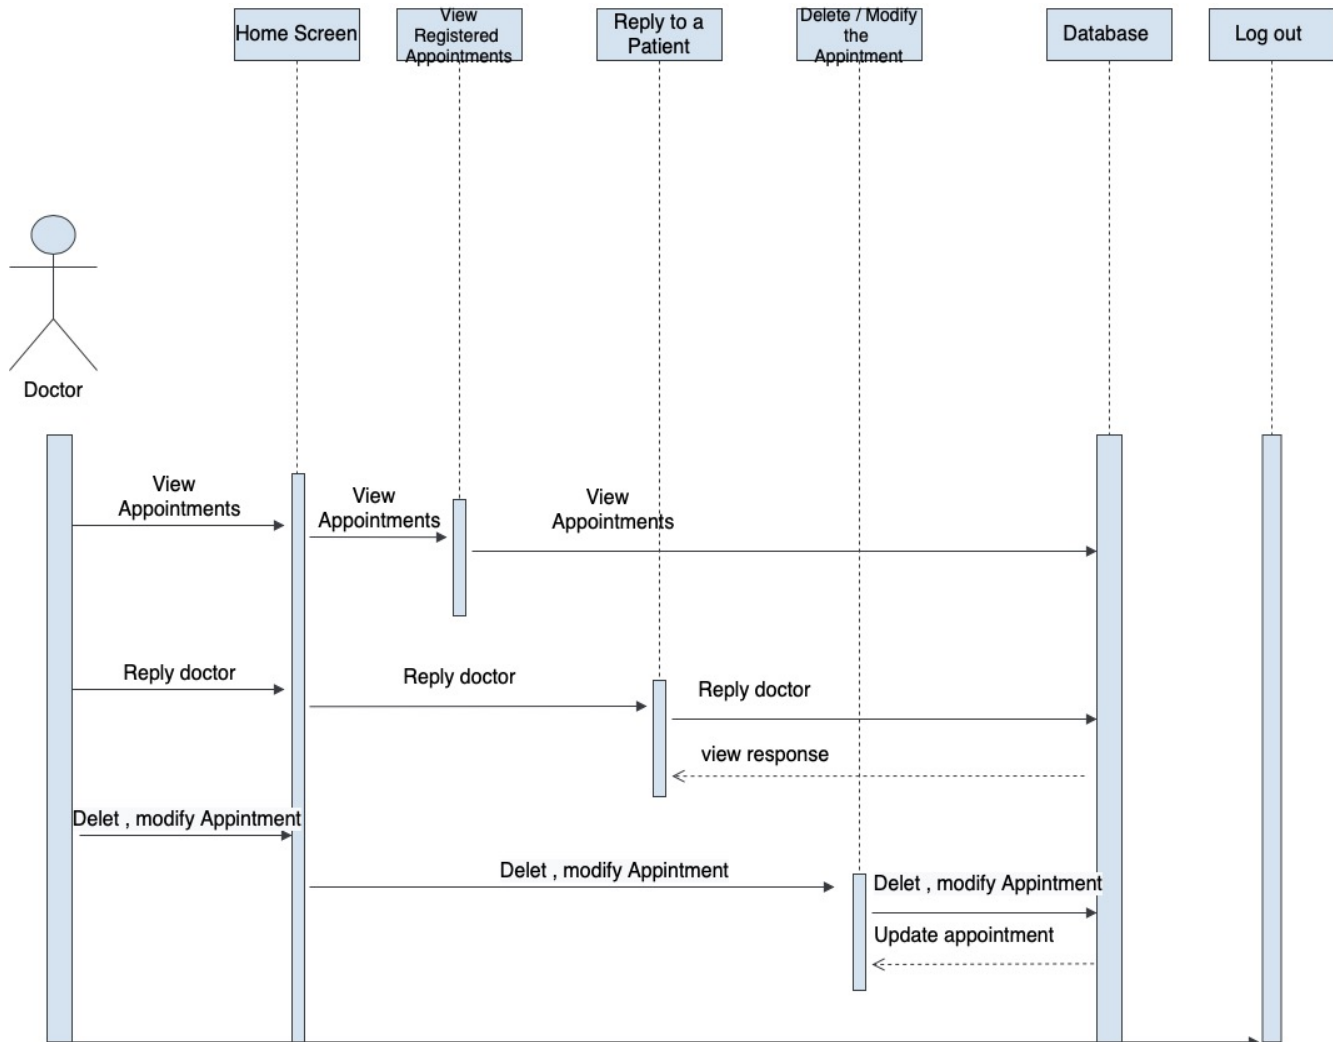 Home Screen
View
Registered
Appointments
Reply to a
Patient
Delete / Modify
the
Appintment
Database
Log out
Doctor
View
Appointments
View
Appointments
View
Appointments
Reply doctor
Reply doctor
Reply doctor
view response
Delet , modify Appintment
Delet , modify Appintment
Delet , modify Appintment
Update appointment